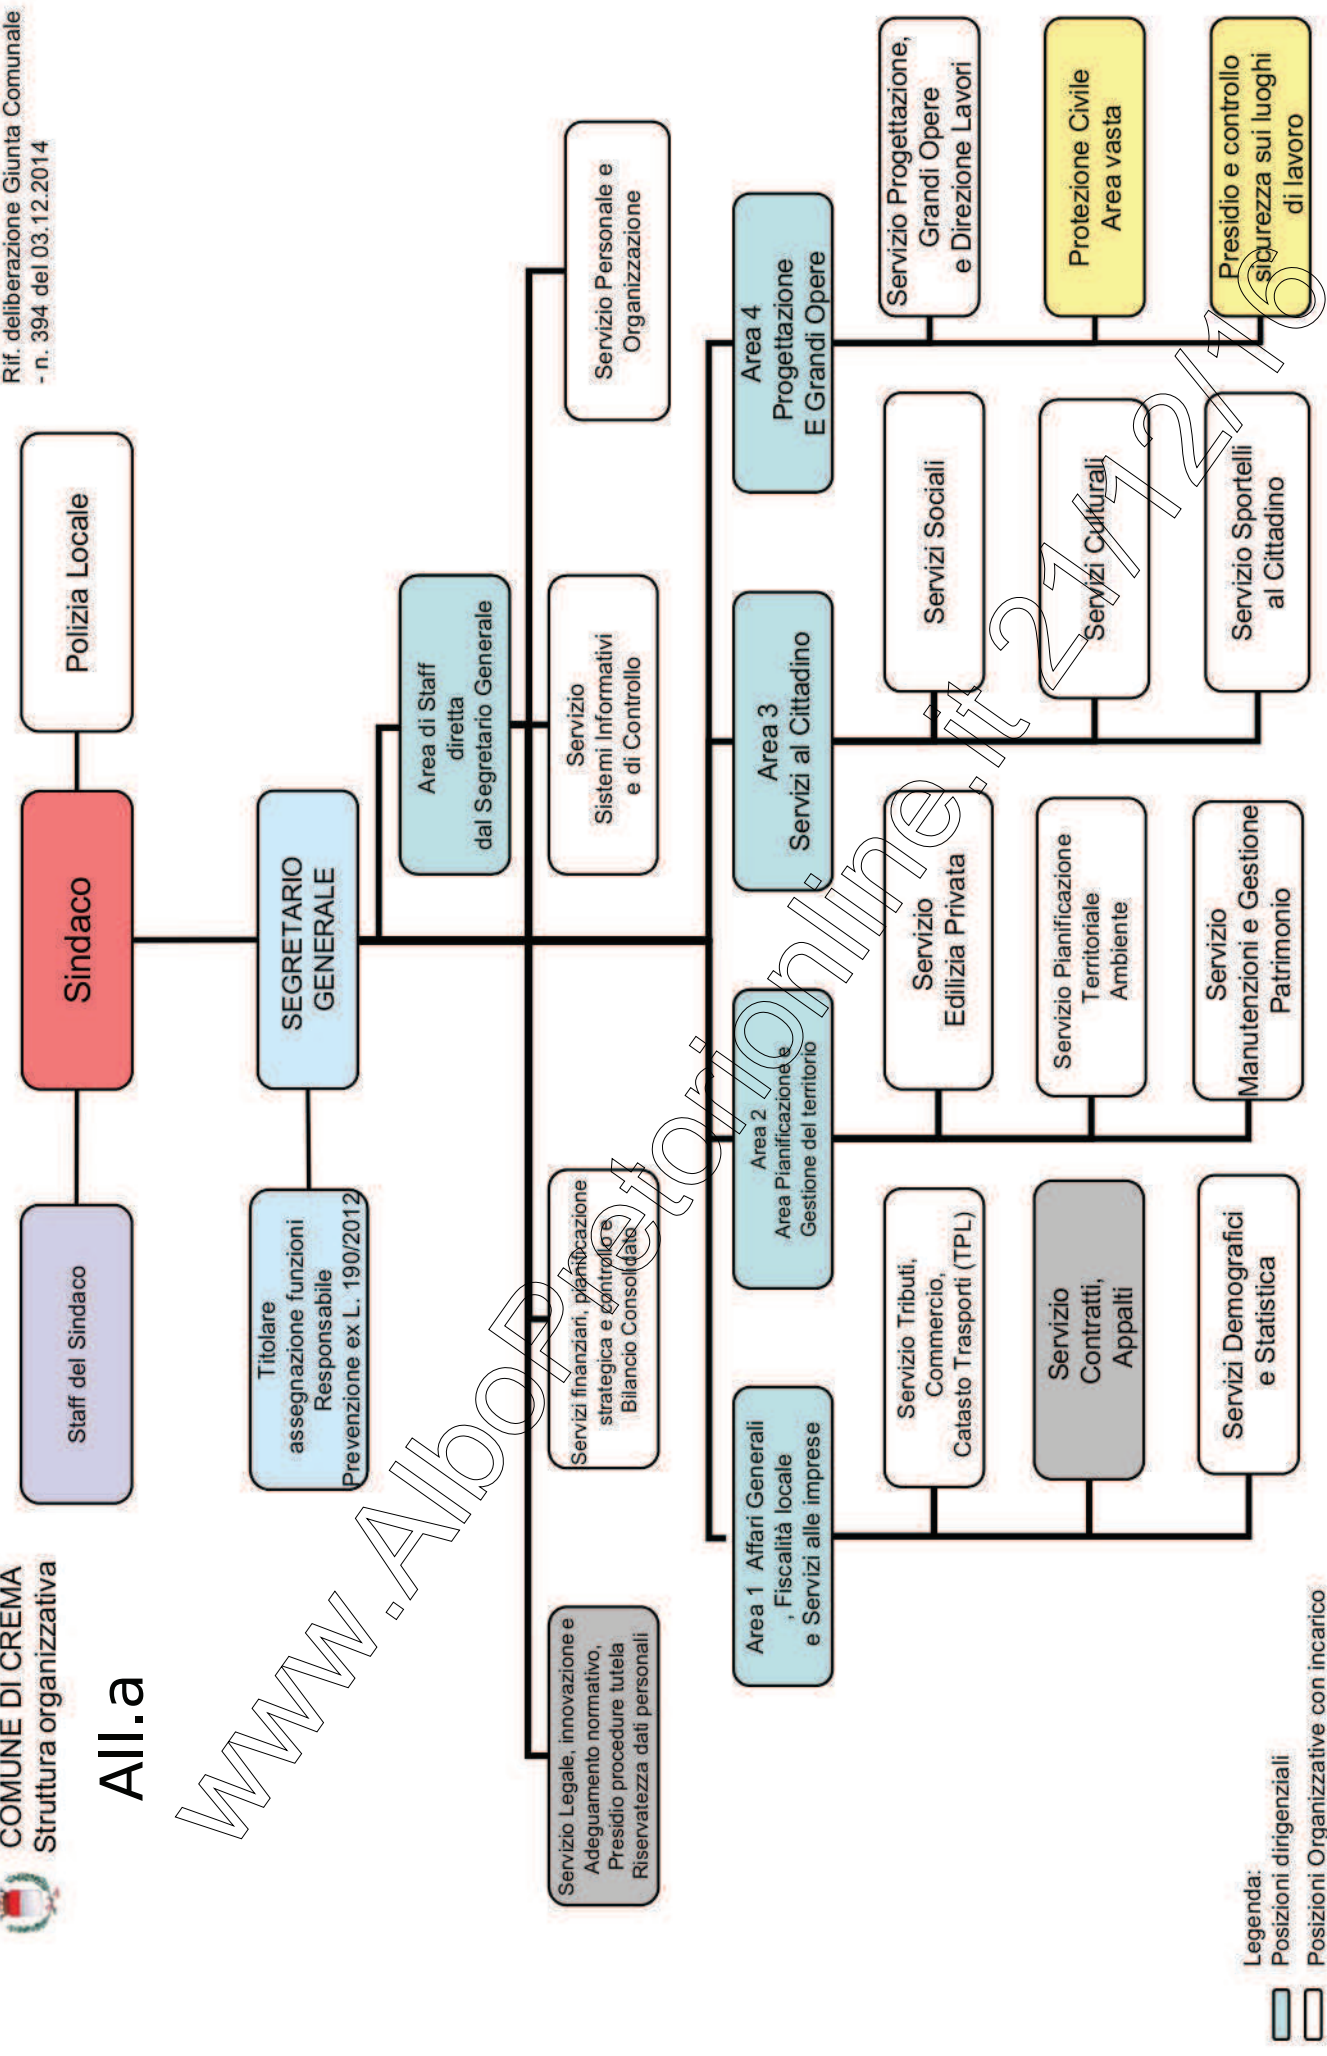 COMUNE DI CREMA
Struttura organizzativa
Rif. deliberazione Giunta Comunale
- n. 394 del 03.12.2014
All.a
Staff del Sindaco
Sindaco
Polizia Locale
Titolare
assegnazione funzioni
Responsabile
Prevenzione ex L. 190/2012
SEGRETARIO
GENERALE
Area di Staff
diretta
dal Segretario Generale
Servizio Legale, innovazione e
Adeguamento normativo,
Presidio procedure tutela
Riservatezza dati personali
Servizi finanziari, pianificazione
strategica e controllo e
Bilancio Consolidato
Servizio
Sistemi Informativi
e di Controllo
Servizio Personale e
Organizzazione
Area 1 Affari Generali
, Fiscalità locale
e Servizi alle imprese
Area 2
Area Pianificazione e
Gestione del territorio
Area 3
Servizi al Cittadino
Area 4
Progettazione
E Grandi Opere
Servizio Tributi,
Commercio,
Catasto Trasporti (TPL)
Servizio
Edilizia Privata
Servizi Sociali
Servizio Progettazione,
Grandi Opere
e Direzione Lavori
Servizio
Contratti,
Appalti
Servizio Pianificazione
Territoriale
Ambiente
Servizi Culturali
Protezione Civile
Area vasta
Servizi Demografici
e Statistica
Servizio
Manutenzioni e Gestione
Patrimonio
Servizio Sportelli
al Cittadino
Presidio e controllo
sicurezza sui luoghi
di lavoro
Legenda:
Posizioni dirigenziali
Posizioni Organizzative con incarico
www.AlboPretorionline.it 21/12/16